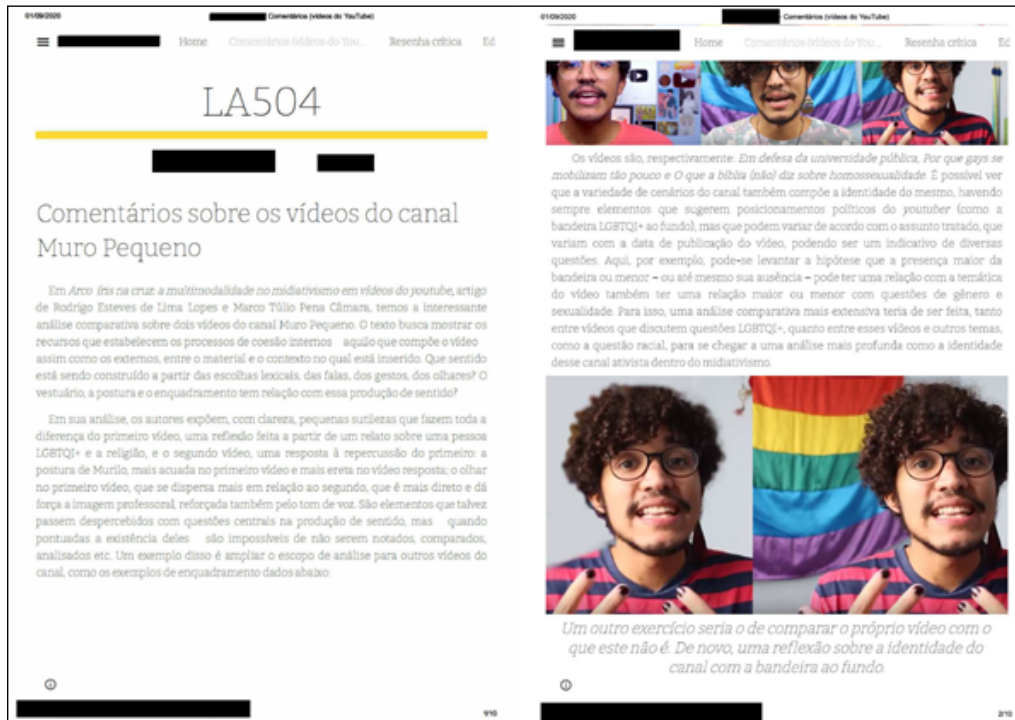 01/09/2020
Comentários (vídeos do YouTube)
Home Comentários (vídeos do You... Resenha crítica Ed
LA504
Comentários sobre os vídeos do canal
Muro Pequeno
Em Arco íris na cruz: a multimodalidade no midiativismo em vídeos do youtube, artigo
de Rodrigo Esteves de Lima Lopes e Marco Túlio Pena Câmara, temos a interessante
análise comparativa sobre dois vídeos do canal Muro Pequeno. O texto busca mostrar os
recursos que estabelecem os processos de coesão internos aquilo que compõe o vídeo
assim como os externos, entre o material e o contexto no qual está inserido. Que sentido
está sendo construído a partir das escolhas lexicais, das falas, dos gestos, dos olhares? O
vestuário, a postura e o enquadramento tem relação com essa produção de sentido?
Em sua análise, os autores expõem, com clareza, pequenas sutilezas que fazem toda a
diferença do primeiro vídeo, uma reflexão feita a partir de um relato sobre uma pessoa
LGBTQI+ e a religião, e o segundo vídeo, uma resposta à repercussão do primeiro: a
postura de Murilo, mais acuada no primeiro vídeo e mais ereta no vídeo resposta; o olhar
no primeiro vídeo, que se dispersa mais em relação ao segundo, que é mais direto e dá
força a imagem professoral, reforçada também pelo tom de voz. São elementos que talvez
passem despercebidos com questões centrais na produção de sentido, mas quando
pontuadas a existência deles são impossíveis de não serem notados, comparados,
analisados etc. Um exemplo disso é ampliar o escopo de análise para outros vídeos do
canal, como os exemplos de enquadramento dados abaixo:
1/10
01/09/2020
Comentários (vídeos do YouTube)
Home Comentários (vídeos do You... Resenha crítica Ed
Os vídeos são, respectivamente: Em defesa da universidade pública, Por que gays se
mobilizam tão pouco e O que a bíblia (não) diz sobre homossexualidade. É possível ver
que a variedade de cenários do canal também compõe a identidade do mesmo, havendo
sempre elementos que sugerem posicionamentos políticos do youtuber (como a
bandeira LGBTQI+ ao fundo), mas que podem variar de acordo com o assunto tratado, que
variam com a data de publicação do vídeo, podendo ser um indicativo de diversas
questões. Aqui, por exemplo, pode-se levantar a hipótese que a presença maior da
bandeira ou menor – ou até mesmo sua ausência – pode ter uma relação com a temática
do vídeo também ter uma relação maior ou menor com questões de gênero e
sexualidade. Para isso, uma análise comparativa mais extensiva teria de ser feita, tanto
entre vídeos que discutem questões LGBTQI+, quanto entre esses vídeos e outros temas,
como a questão racial, para se chegar a uma análise mais profunda como a identidade
desse canal ativista dentro do midiativismo.
Um outro exercício seria o de comparar o próprio vídeo com o
que este não é. De novo, uma reflexão sobre a identidade do
canal com a bandeira ao fundo.
2/10